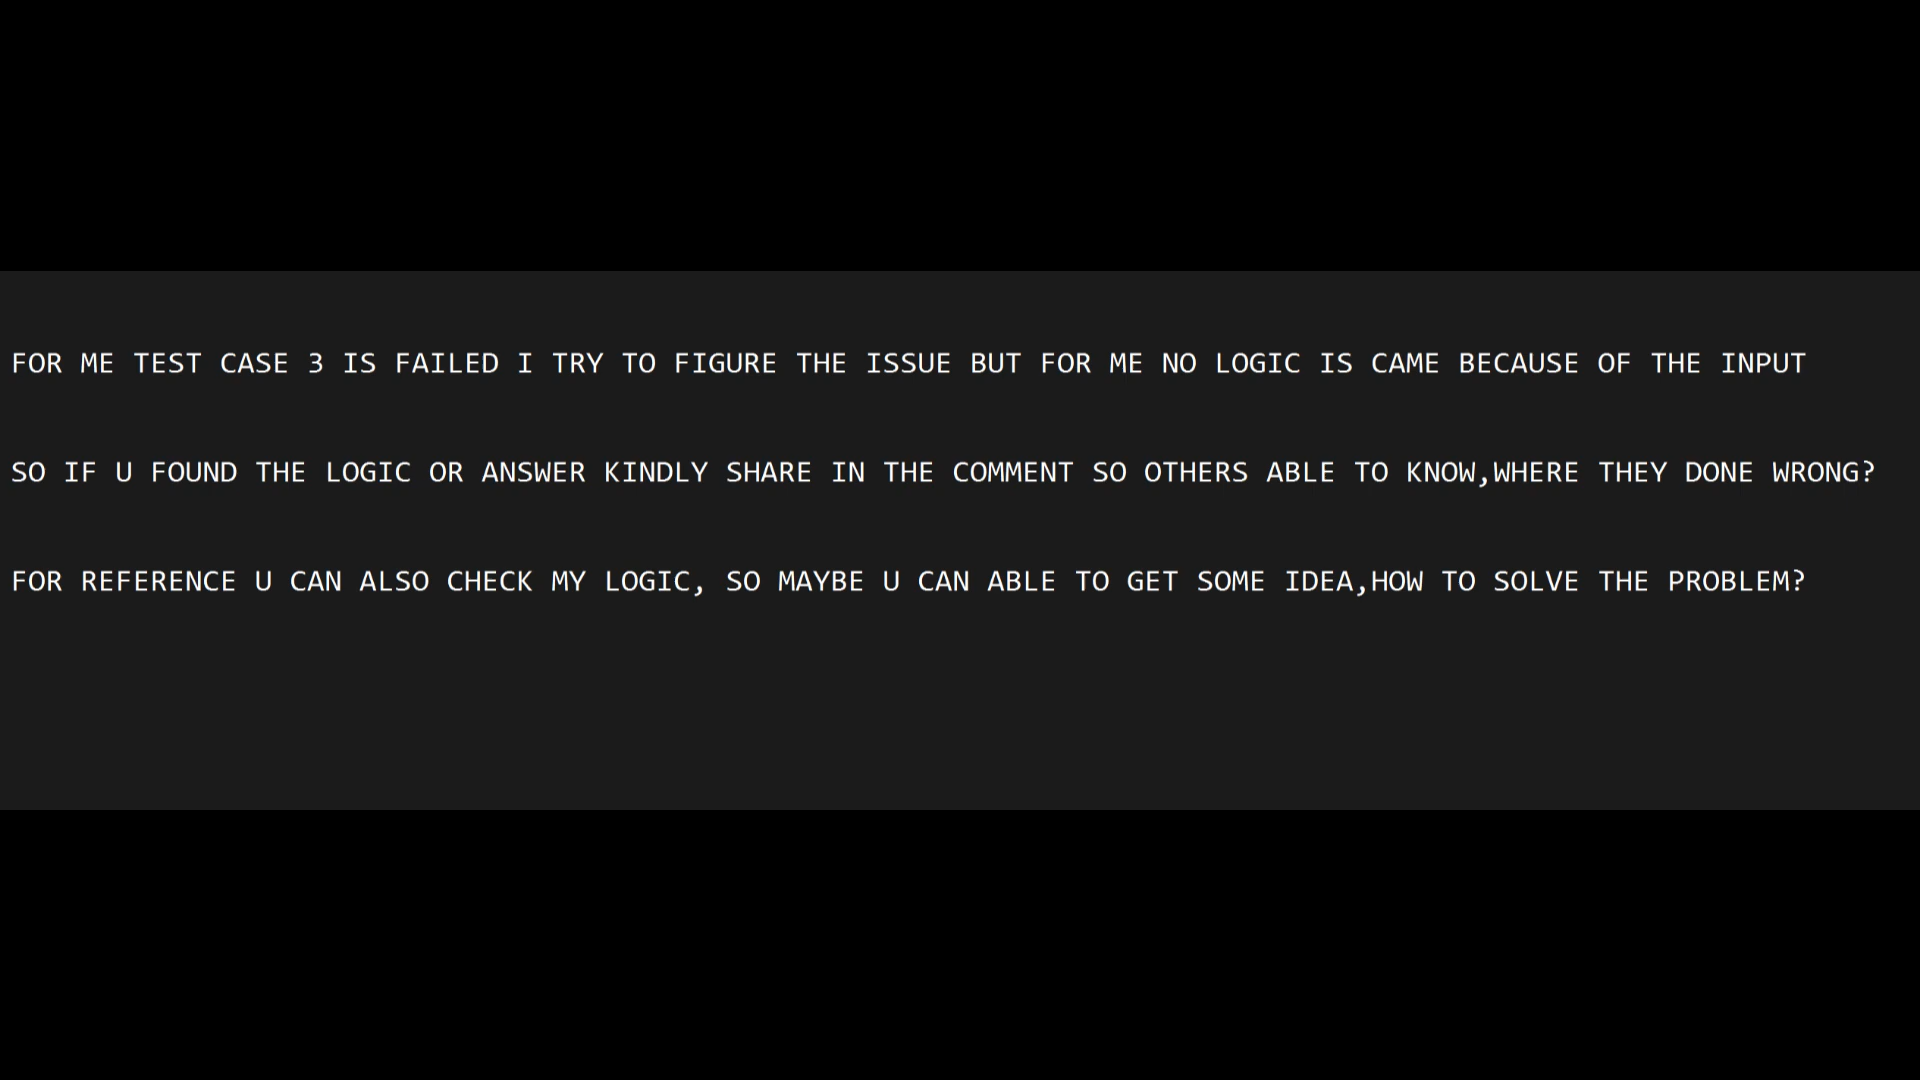 FOR ME TEST CASE 3 IS FAILED I TRY TO FIGURE THE ISSUE BUT FOR ME NO LOGIC IS CAME BECAUSE OF THE INPUT
SO IF U FOUND THE LOGIC OR ANSWER KINDLY SHARE IN THE COMMENT SO OTHERS ABLE TO KNOW,WHERE THEY DONE WRONG?
FOR REFERENCE U CAN ALSO CHECK MY LOGIC, SO MAYBE U CAN ABLE TO GET SOME IDEA,HOW TO SOLVE THE PROBLEM?